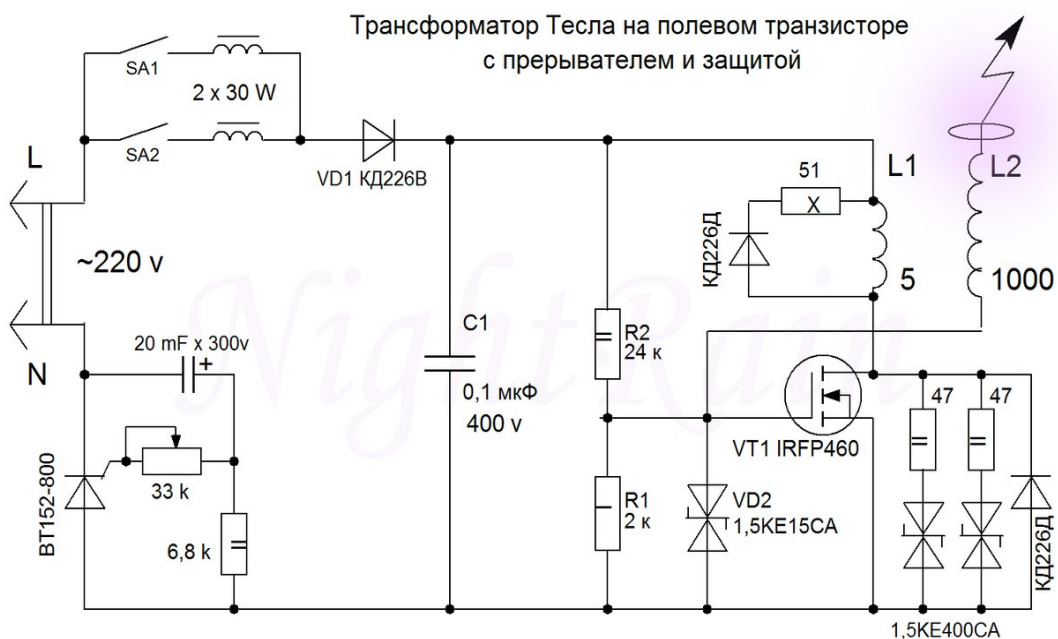 Трансформатор Тесла на полевом транзисторе
с прерывателем и защитой
SA1
2 x 30 W
SA2
L
VD1 КД226В
51
X
L1
L2
КД226Д
~220 v
5
1000
Night Rain
C1
R2
24 к
N
20 mF x 300v
+
0,1 мкФ
400 v
47
47
VT1 IRFP460
33 k
BT152-800
R1
2 к
VD2
1,5KE15CA
6,8 k
КД226Д
1,5KE400CA